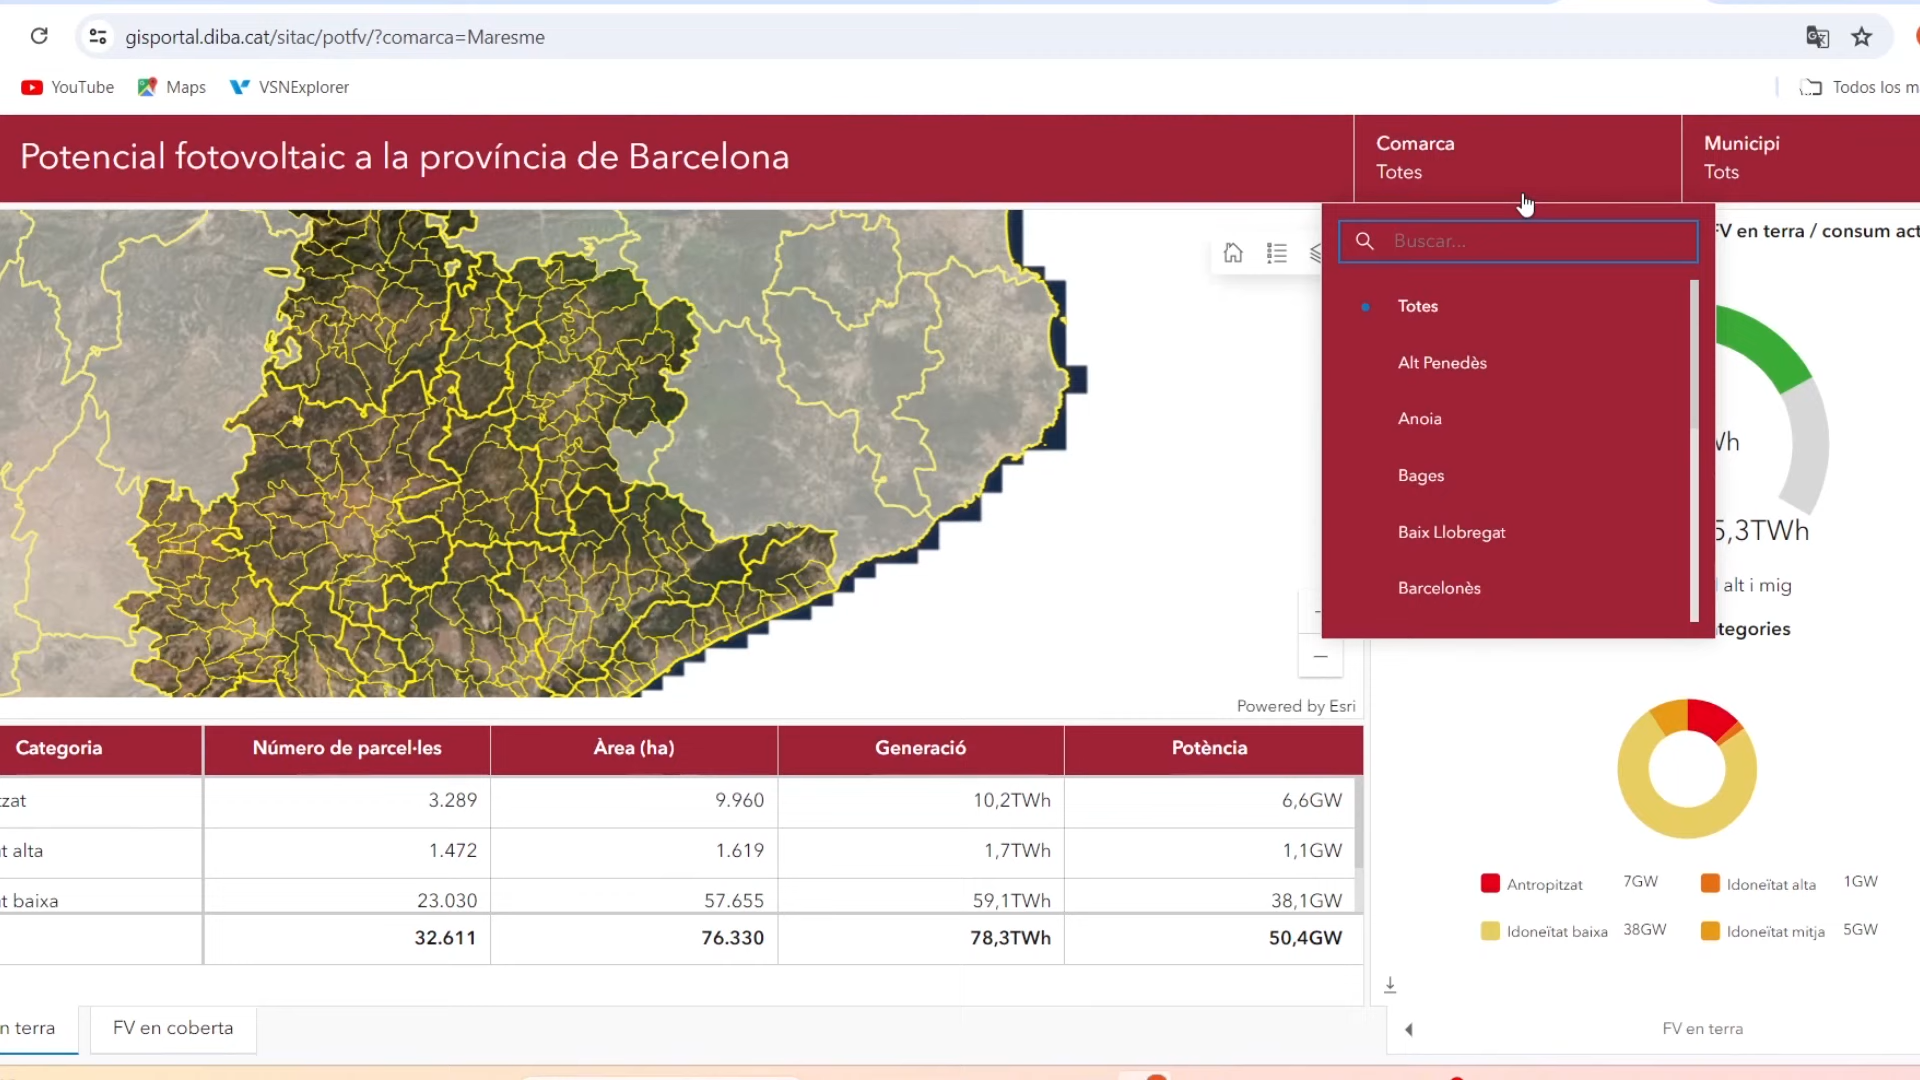 gisportal.diba.cat/sitac/potfv/?comarca=Maresme
YouTube
Maps
VSNExplorer
Todos los m
Potencial fotovoltaic a la província de Barcelona
Comarca
Totes
Municipi
Tots
Buscar...
Totes
Alt Penedès
Anoia
Bages
Baix Llobregat
Barcelonès
FV en terra / consum act
Wh
5,3TWh
alt i mig
tegories
Powered by Esri
Categoria Número de parcel·les Àrea (ha) Generació Potència
zat 3.289 9.960 10,2TWh 6,6GW
t alta 1.472 1.619 1,7TWh 1,1GW
t baixa 23.030 57.655 59,1TWh 38,1GW
32.611 76.330 78,3TWh 50,4GW
Antropitzat 7GW Idoneïtat alta 1GW
Idoneïtat baixa 38GW Idoneïtat mitja 5GW
n terra
FV en coberta
FV en terra